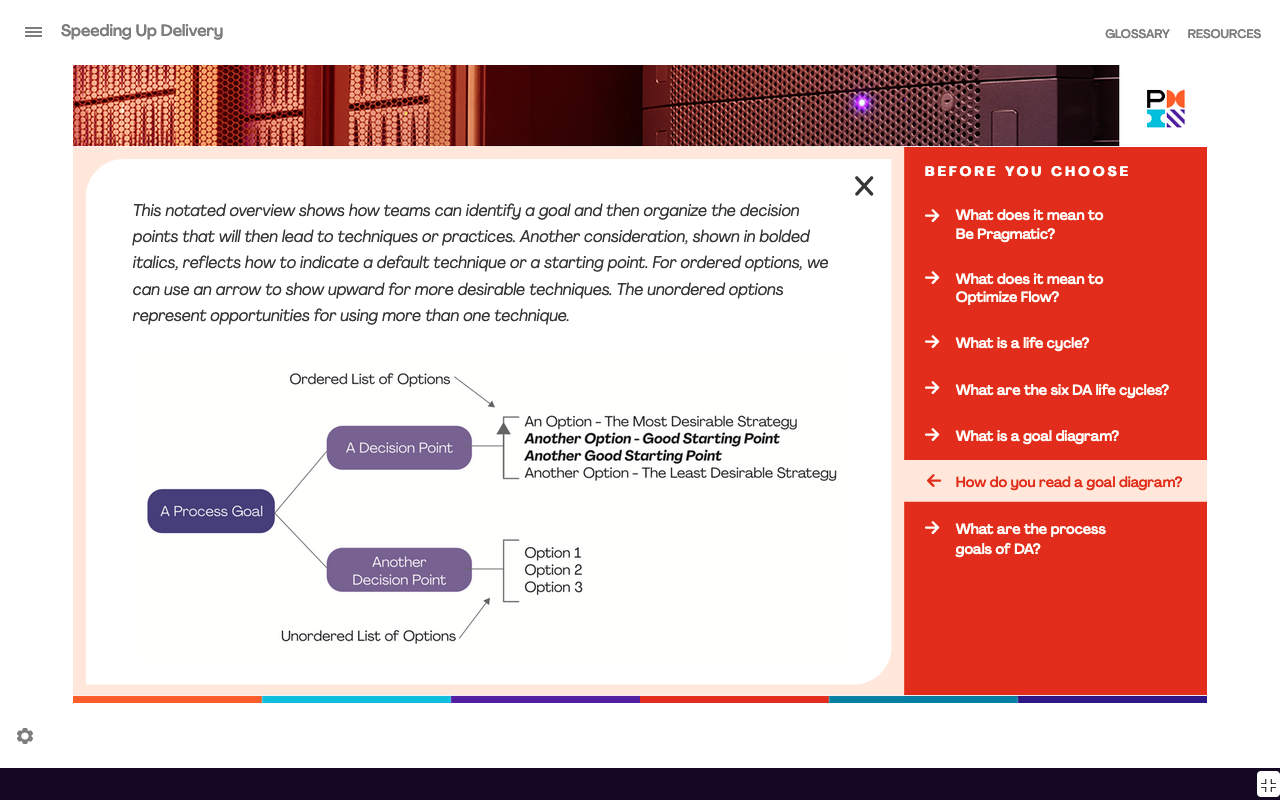 Speeding Up Delivery
GLOSSARY
RESOURCES
This notated overview shows how teams can identify a goal and then organize the decision
points that will then lead to techniques or practices. Another consideration, shown in bolded
italics, reflects how to indicate a default technique or a starting point. For ordered options, we
can use an arrow to show upward for more desirable techniques. The unordered options
represent opportunities for using more than one technique.
Ordered List of Options
An Option - The Most Desirable Strategy
Another Option - Good Starting Point
Another Good Starting Point
Another Option - The Least Desirable Strategy
A Decision Point
A Process Goal
Another
Decision Point
Option 1
Option 2
Option 3
Unordered List of Options
BEFORE YOU CHOOSE
What does it mean to
Be Pragmatic?
What does it mean to
Optimize Flow?
What is a life cycle?
What are the six DA life cycles?
What is a goal diagram?
How do you read a goal diagram?
What are the process
goals of DA?